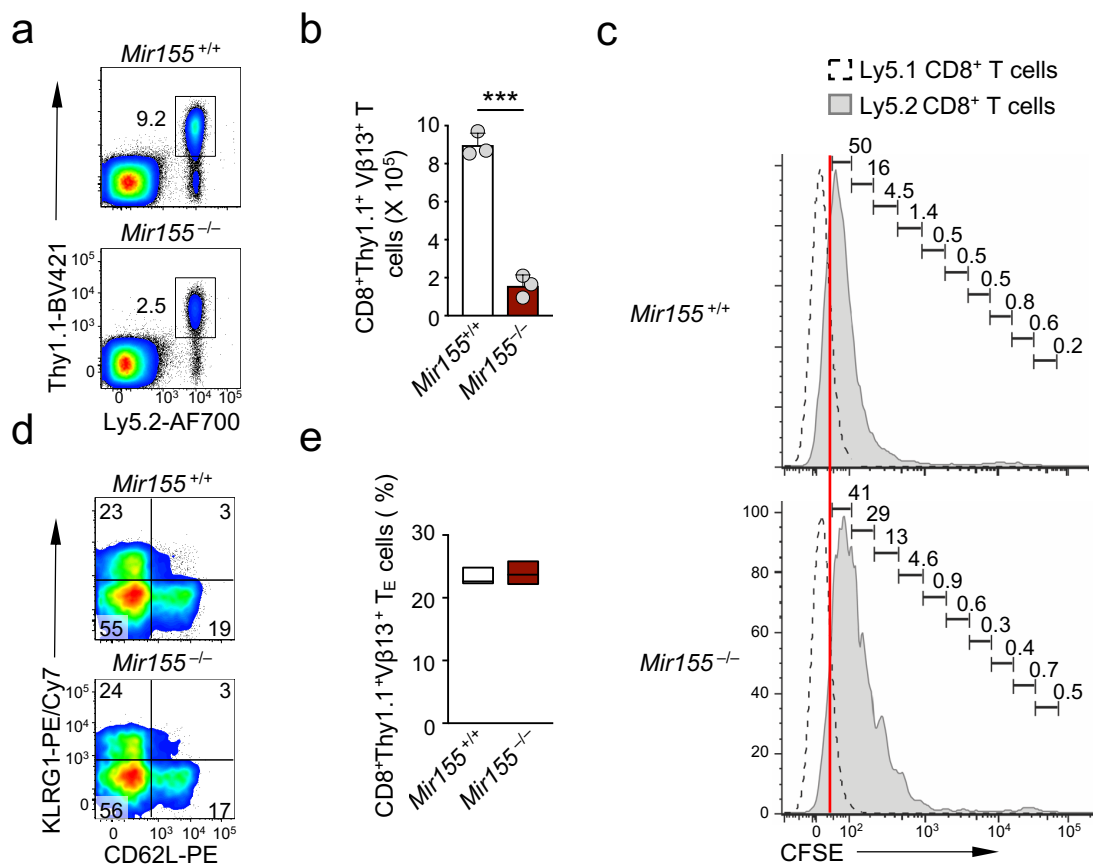 a
Mir155+/+
9.2
Mir155–/–
2.5
Thy1.1-BV421
10⁵
10⁴
10³
0
0
10³
10⁴
10⁵
Ly5.2-AF700
b
***
CD8⁺Thy1.1⁺ Vβ13⁺ T
cells (X 10⁵)
10
8
6
4
2
0
Mir155+/+
Mir155–/–
c
Ly5.1 CD8⁺ T cells
Ly5.2 CD8⁺ T cells
Mir155+/+
50
16
4.5
1.4
0.5
0.5
0.5
0.8
0.6
0.2
Mir155–/–
41
29
13
4.6
0.9
0.6
0.3
0.4
0.7
0.5
100
80
60
40
20
0
0
10²
10³
10⁴
10⁵
CFSE
d
Mir155+/+
23
3
55
19
Mir155–/–
24
3
56
17
KLRG1-PE/Cy7
10⁵
10⁴
10³
0
0
10³
10⁴
10⁵
CD62L-PE
e
CD8⁺Thy1.1⁺Vβ13⁺ TE cells (%)
30
20
10
0
Mir155+/+
Mir155–/–